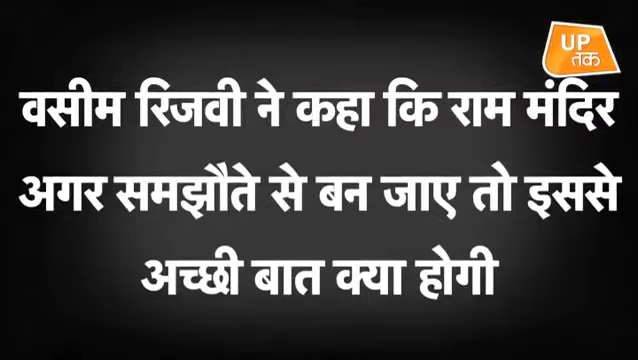 UP
तक
वसीम रिजवी ने कहा कि राम मंदिर
अगर समझौते से बन जाए तो इससे
अच्छी बात क्या होगी